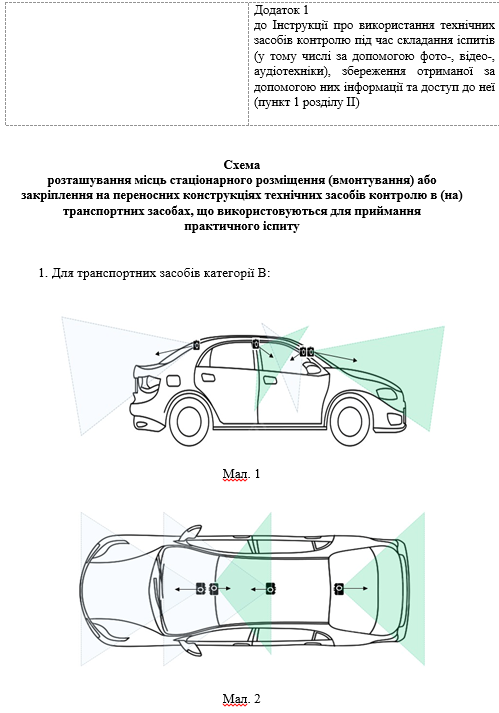 Додаток 1
до Інструкції про використання технічних
засобів контролю під час складання іспитів
(у тому числі за допомогою фото-, відео-,
аудіотехніки), збереження отриманої за
допомогою них інформації та доступ до неї
(пункт 1 розділу II)
Схема
розташування місць стаціонарного розміщення (вмонтування) або
закріплення на переносних конструкціях технічних засобів контролю в (на)
транспортних засобах, що використовуються для приймання
практичного іспиту
1. Для транспортних засобів категорії В:
Мал. 1
Мал. 2